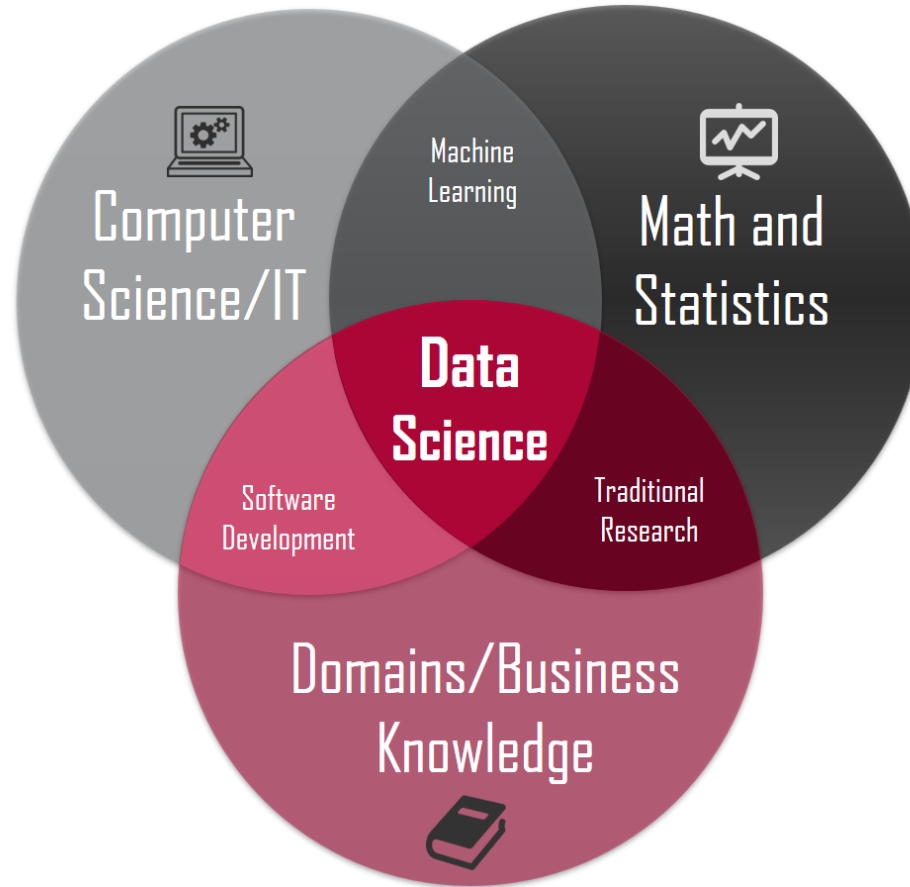 Machine
Learning
Computer
Science/IT
Math and
Statistics
Data
Science
Software
Development
Traditional
Research
Domains/Business
Knowledge